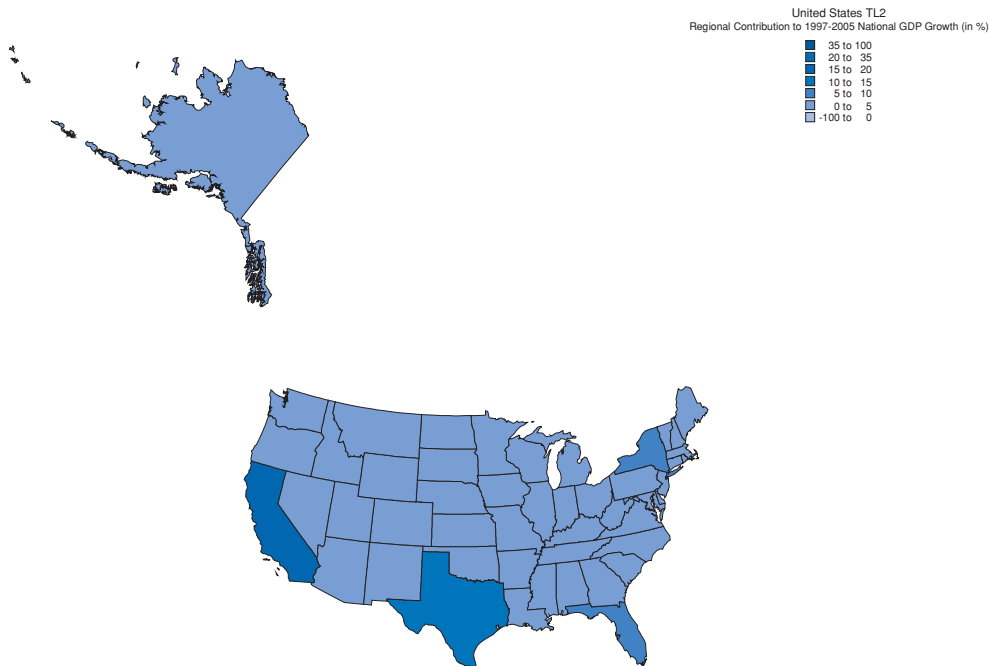 United States TL2
Regional Contribution to 1997-2005 National GDP Growth (in %)
35 to 100
20 to 35
15 to 20
10 to 15
5 to 10
0 to 5
-100 to 0